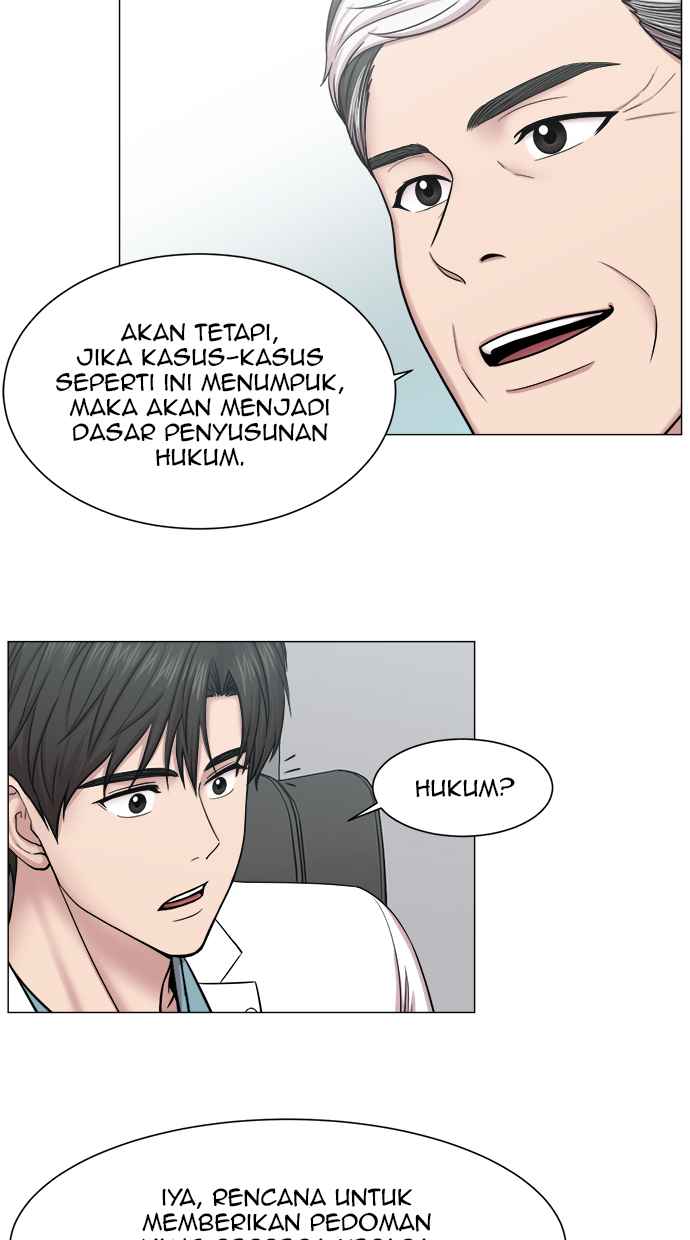 AKAN TETAPI,
JIKA KASUS-KASUS
SEPERTI INI MENUMPUK,
MAKA AKAN MENJADI
DASAR PENYUSUNAN
HUKUM.
HUKUM?
IYA, RENCANA UNTUK
MEMBERIKAN PEDOMAN